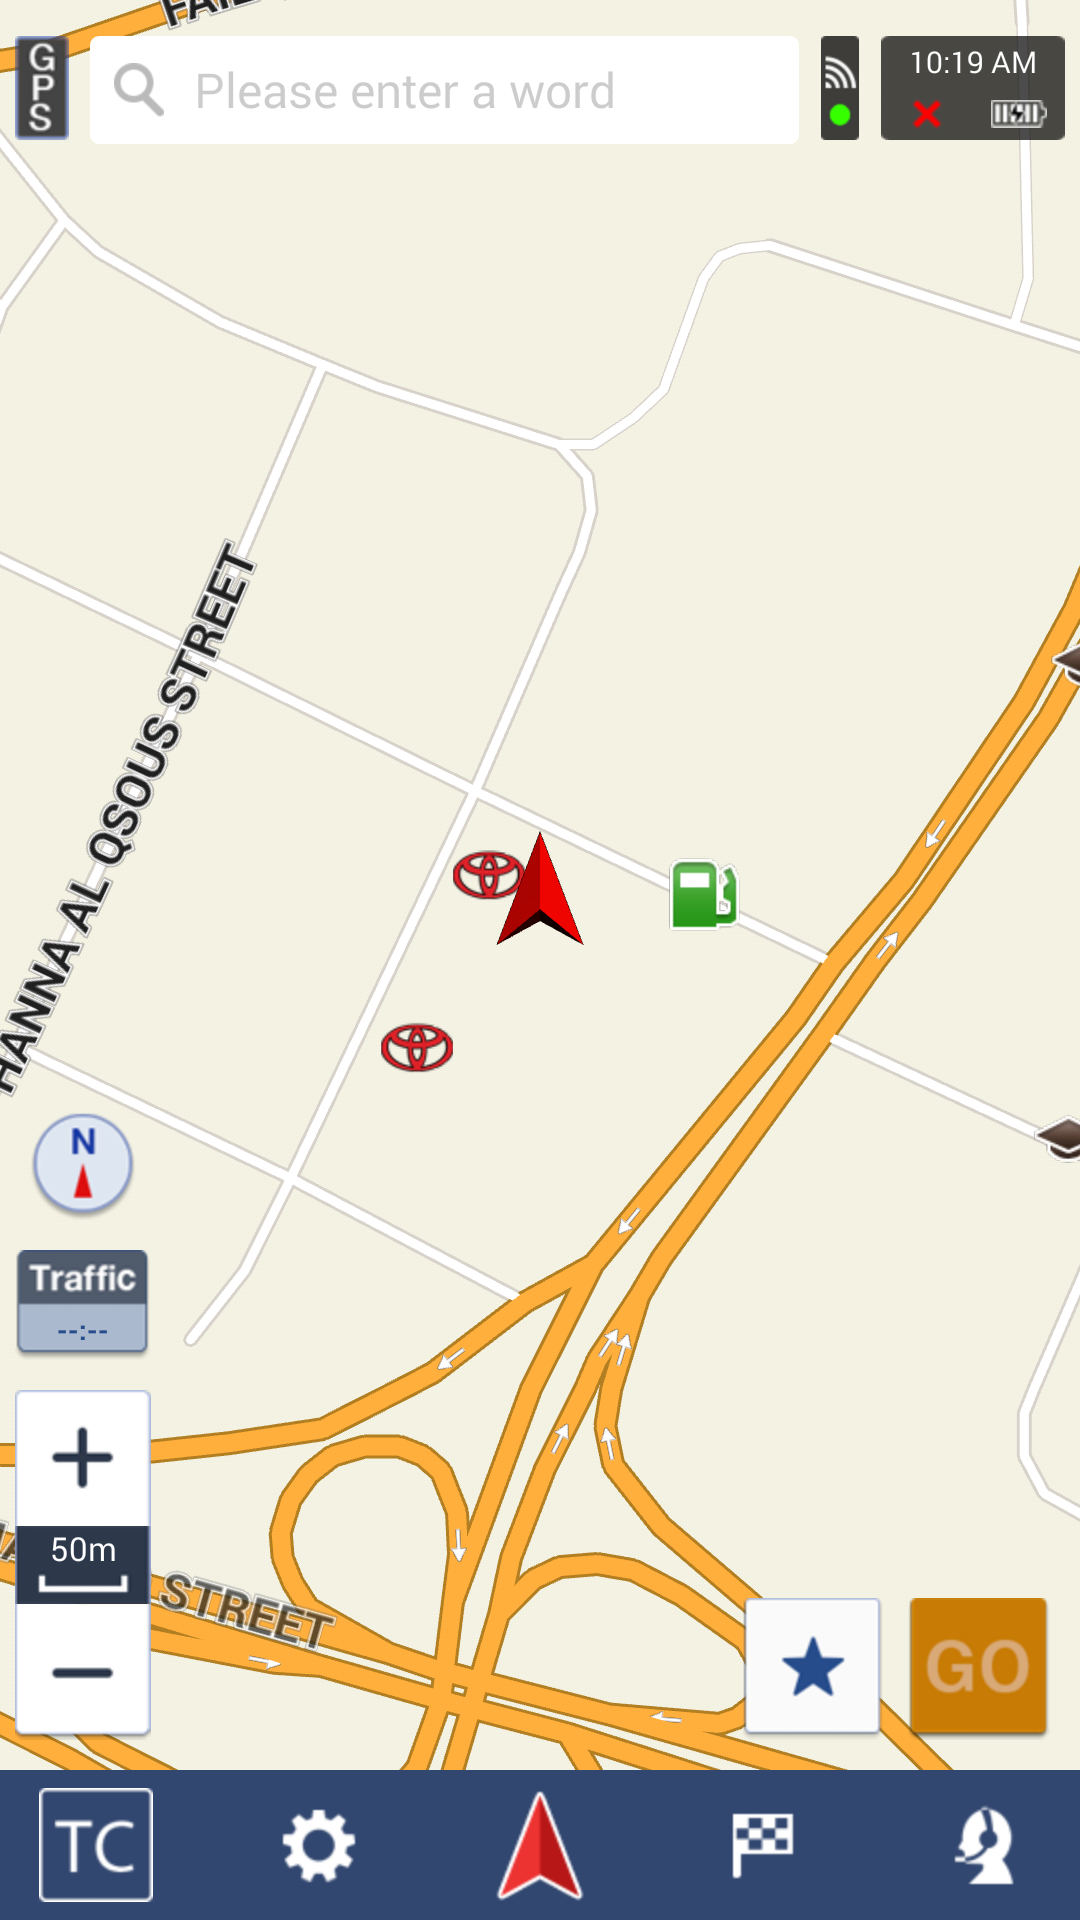 GPS
Please enter a word
10:19 AM
HANNA AL QSOUS STREET
N
Traffic
--:--
+
50m
STREET
−
GO
TC